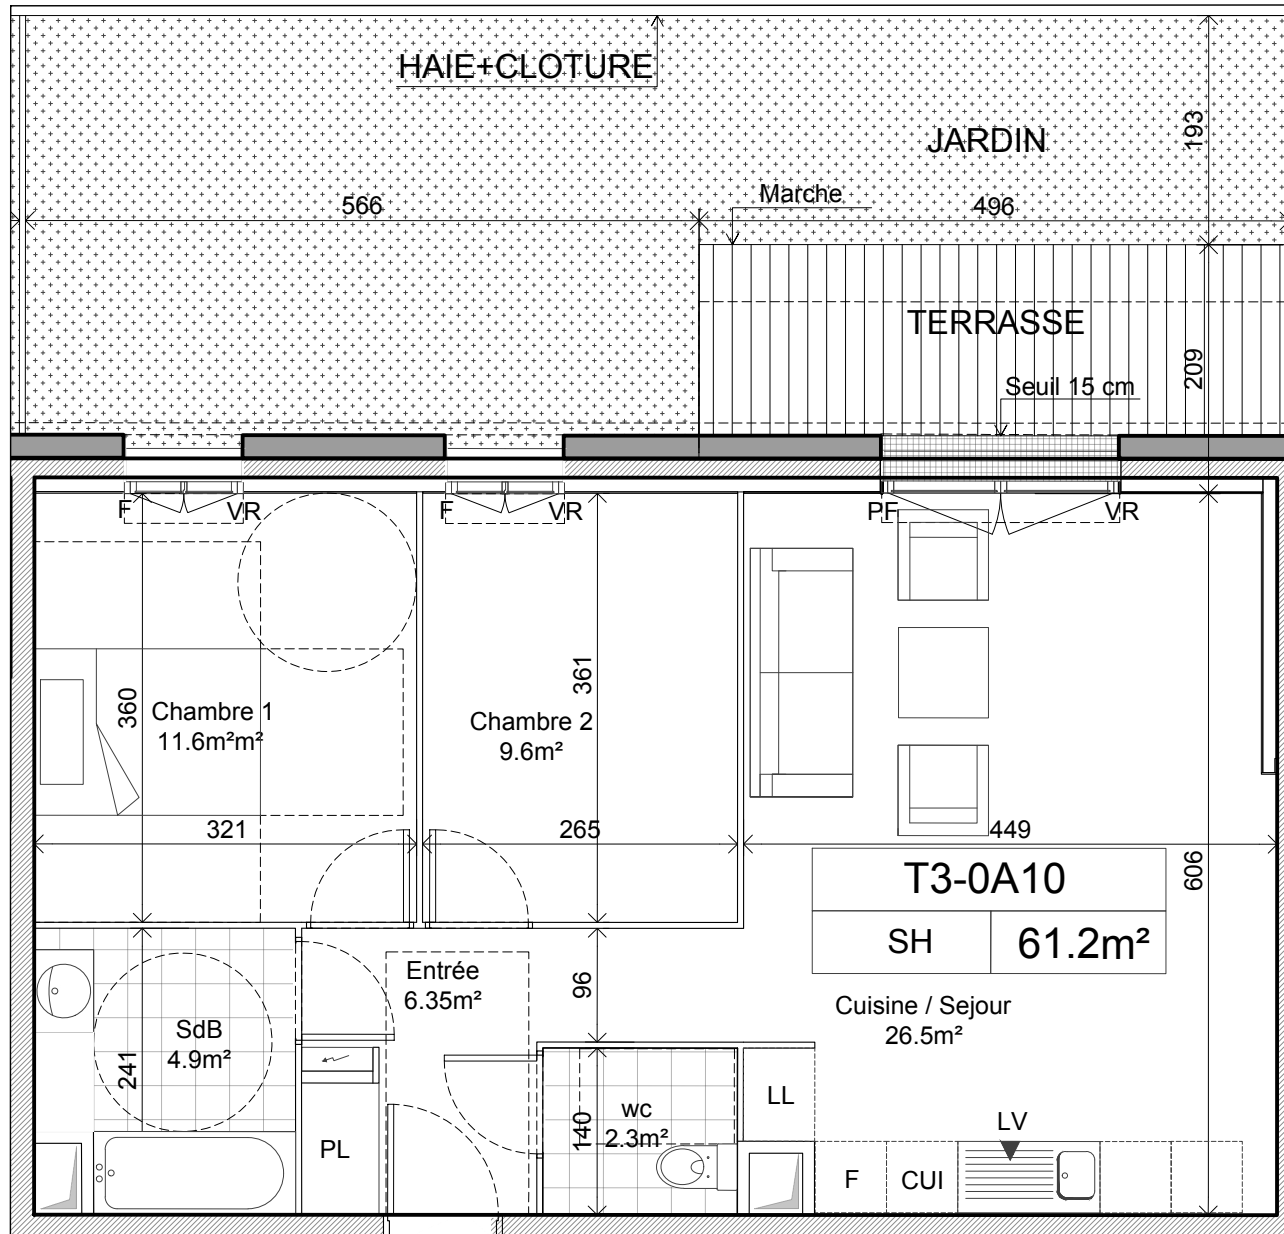 HAIE+CLOTURE
JARDIN
193
Marche
566
496
TERRASSE
209
Seuil 15 cm
F
VR
F
VR
PF
VR
360
361
Chambre 1
11.6m²m²
Chambre 2
9.6m²
321
265
449
606
T3-0A10
SH
61.2m²
Entrée
6.35m²
96
Cuisine / Sejour
26.5m²
SdB
4.9m²
241
PL
wc
2.3m²
140
LL
LV
F
CUI